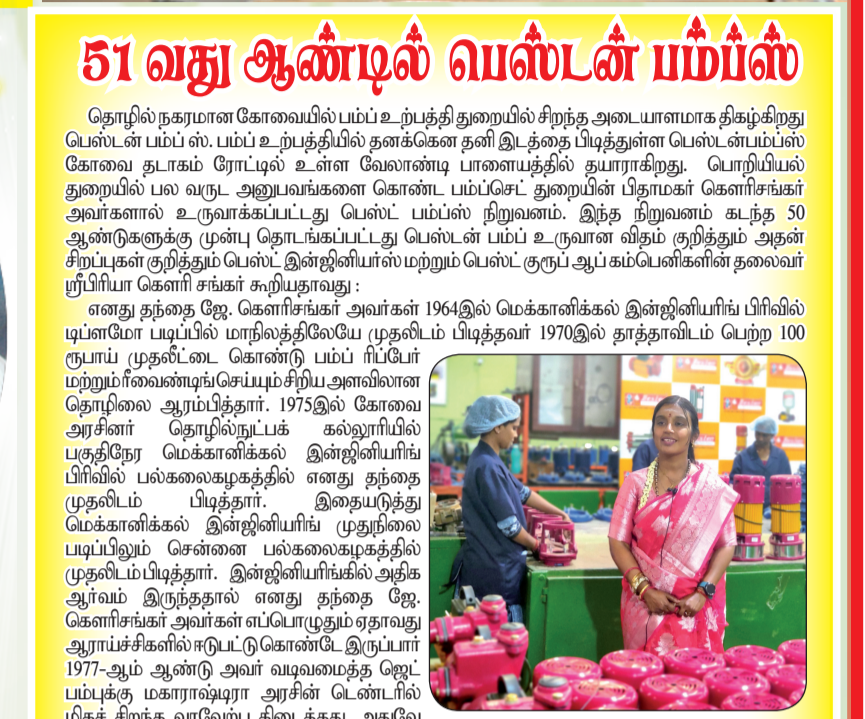 51 வது ஆண்டில் பெஸ்டன் பம்ப்ஸ்
தொழில் நகரமான கோவையில் பம்ப் உற்பத்தி துறையில் சிறந்த அடையாளமாக திகழ்கிறது
பெஸ்டன் பம்ப் ஸ். பம்ப் உற்பத்தியில் தனக்கென தனி இடத்தை பிடித்துள்ள பெஸ்டன்பம்ப்ஸ்
கோவை தடாகம் ரோட்டில் உள்ள வேலாண்டி பாளையத்தில் தயாராகிறது. பொறியியல்
துறையில் பல வருட அனுபவங்களை கொண்ட பம்ப்செட் துறையின் பிதாமகர் கௌரிசங்கர்
அவர்களால் உருவாக்கப்பட்டது பெஸ்ட் பம்ப்ஸ் நிறுவனம். இந்த நிறுவனம் கடந்த 50
ஆண்டுகளுக்கு முன்பு தொடங்கப்பட்டது பெஸ்டன் பம்ப் உருவான விதம் குறித்தும் அதன்
சிறப்புகள் குறித்தும் பெஸ்ட் இன்ஜினியர்ஸ் மற்றும் பெஸ்ட் குரூப் ஆப் கம்பெனிகளின் தலைவர்
ஸ்ரீபிரியா கௌரி சங்கர் கூறியதாவது :
எனது தந்தை ஜே. கௌரிசங்கர் அவர்கள் 1964இல் மெக்கானிக்கல் இன்ஜினியரிங் பிரிவில்
டிப்ளமோ படிப்பில் மாநிலத்திலேயே முதலிடம் பிடித்தவர் 1970இல் தாத்தாவிடம் பெற்ற 100
ரூபாய் முதலீட்டை கொண்டு பம்ப் ரிப்பேர்
மற்றும் ரீவைண்டிங் செய்யும் சிறிய அளவிலான
தொழிலை ஆரம்பித்தார். 1975இல் கோவை
அரசினர் தொழில்நுட்பக் கல்லூரியில்
பகுதிநேர மெக்கானிக்கல் இன்ஜினியரிங்
பிரிவில் பல்கலைகழகத்தில் எனது தந்தை
முதலிடம் பிடித்தார். இதையடுத்து
மெக்கானிக்கல் இன்ஜினியரிங் முதுநிலை
படிப்பிலும் சென்னை பல்கலைகழகத்தில்
முதலிடம் பிடித்தார். இன்ஜினியரிங்கில் அதிக
ஆர்வம் இருந்ததால் எனது தந்தை ஜே.
கௌரிசங்கர் அவர்கள் எப்பொழுதும் ஏதாவது
ஆராய்ச்சிகளில் ஈடுபட்டு கொண்டே இருப்பார்
1977-ஆம் ஆண்டு அவர் வடிவமைத்த ஜெட்
பம்புக்கு மகாராஷ்டிரா அரசின் டெண்டரில்